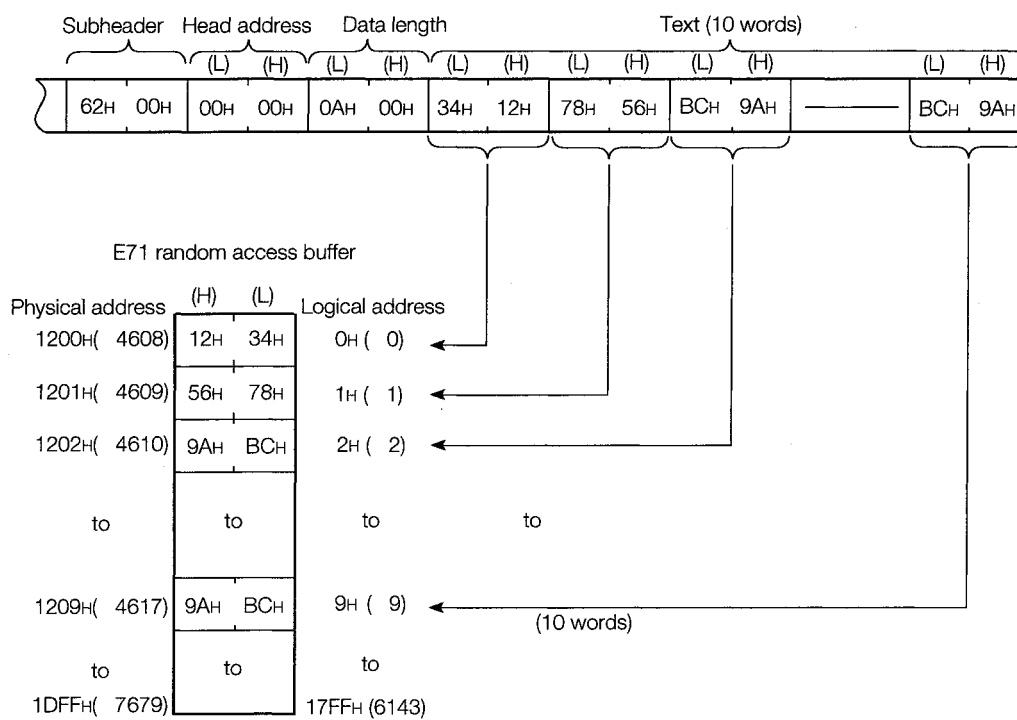 Subheader Head address Data length Text (10 words)
(L) (H) (L) (H) (L) (H) (L) (H) (L) (H) (L) (H)
62H 00H 00H 00H 0AH 00H 34H 12H 78H 56H BCH 9AH BCH 9AH
E71 random access buffer
Physical address (H) (L) Logical address
1200H( 4608) 12H 34H 0H ( 0)
1201H( 4609) 56H 78H 1H ( 1)
1202H( 4610) 9AH BCH 2H ( 2)
to to to to
1209H( 4617) 9AH BCH 9H ( 9)
(10 words)
to to to
1DFFH( 7679) 17FFH (6143)